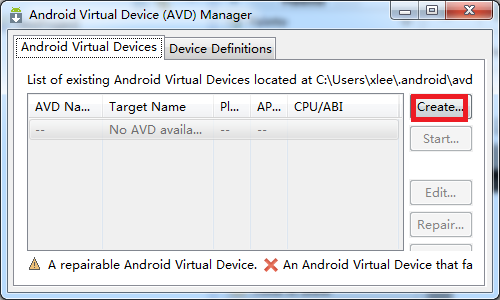 Android Virtual Device (AVD) Manager
Android Virtual Devices Device Definitions
List of existing Android Virtual Devices located at C:\Users\xlee\.android\avd
AVD Na... Target Name Pl... AP... CPU/ABI
-- No AVD availa... -- --
Create...
Start...
Edit...
Repair...
A repairable Android Virtual Device. An Android Virtual Device that fa